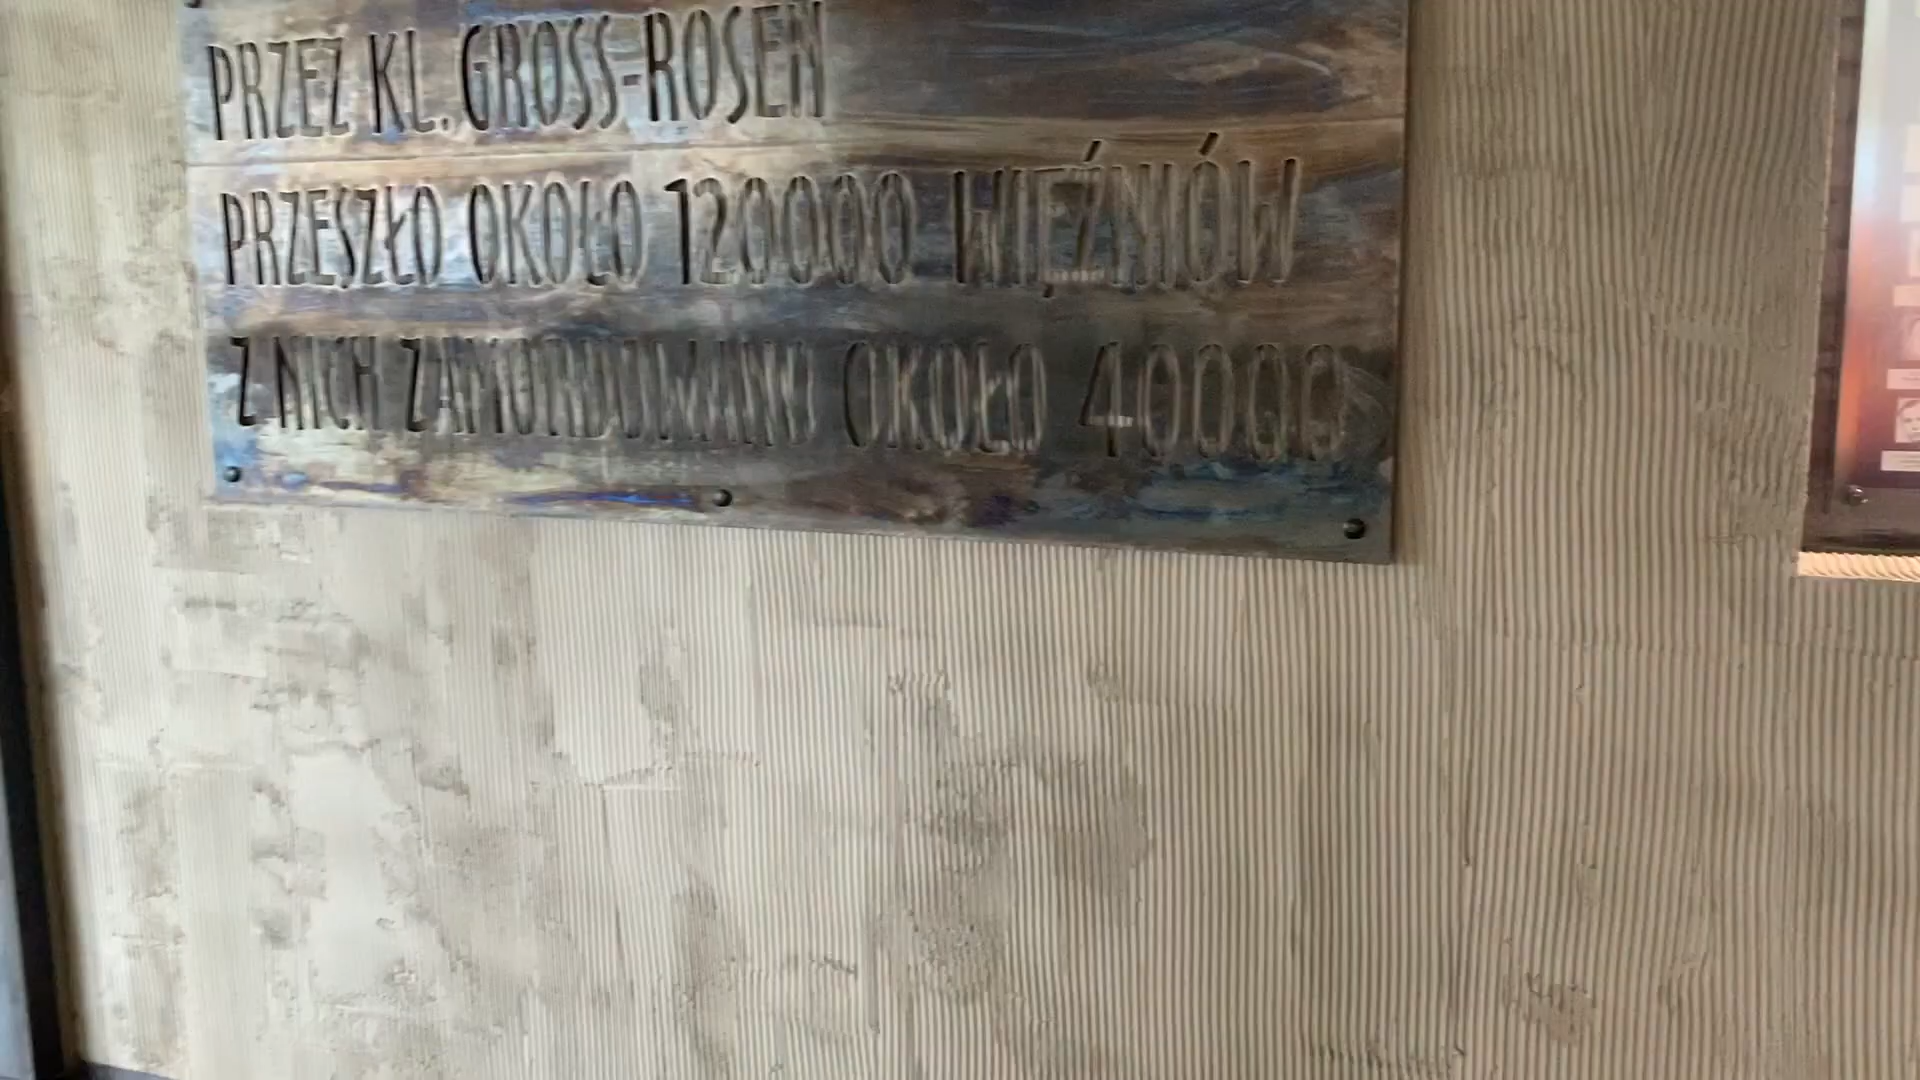 PRZEZ KL. GROSS-ROSEN
PRZESZŁO OKOŁO 120000 WIĘŹNIÓW
Z NICH ZAMORDOWANO OKOŁO 40000